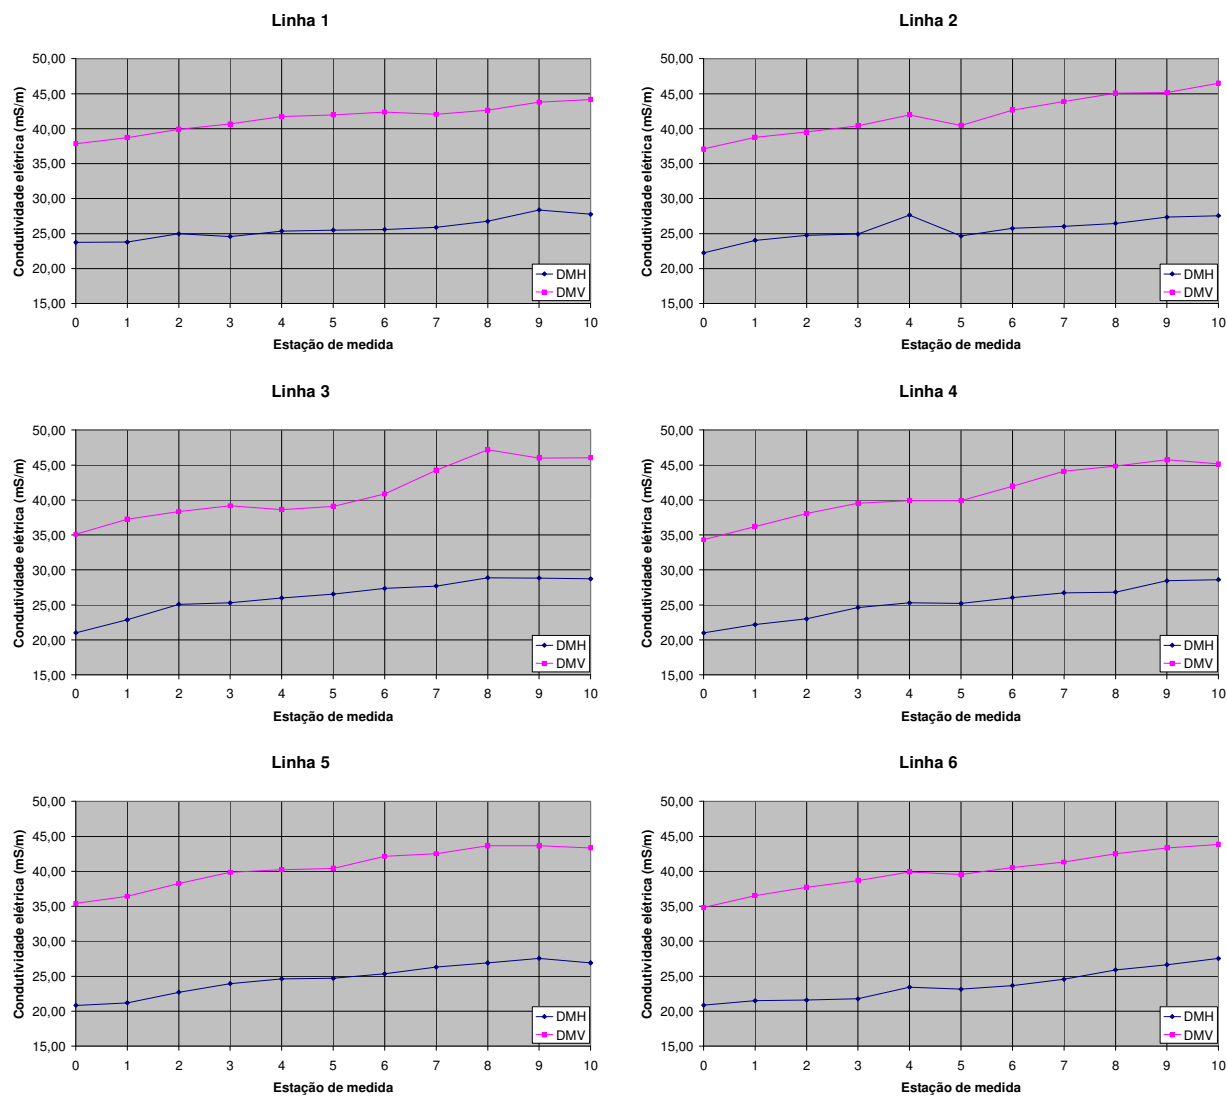 Linha 1
Condutividade elétrica (mS/m)
50,00
45,00
40,00
35,00
30,00
25,00
20,00
15,00
0 1 2 3 4 5 6 7 8 9 10
Estação de medida
DMH
DMV
Linha 2
Condutividade elétrica (mS/m)
50,00
45,00
40,00
35,00
30,00
25,00
20,00
15,00
0 1 2 3 4 5 6 7 8 9 10
Estação de medida
DMH
DMV
Linha 3
Condutividade elétrica (mS/m)
50,00
45,00
40,00
35,00
30,00
25,00
20,00
15,00
0 1 2 3 4 5 6 7 8 9 10
Estação de medida
DMH
DMV
Linha 4
Condutividade elétrica (mS/m)
50,00
45,00
40,00
35,00
30,00
25,00
20,00
15,00
0 1 2 3 4 5 6 7 8 9 10
Estação de medida
DMH
DMV
Linha 5
Condutividade elétrica (mS/m)
50,00
45,00
40,00
35,00
30,00
25,00
20,00
15,00
0 1 2 3 4 5 6 7 8 9 10
Estação de medida
DMH
DMV
Linha 6
Condutividade elétrica (mS/m)
50,00
45,00
40,00
35,00
30,00
25,00
20,00
15,00
0 1 2 3 4 5 6 7 8 9 10
Estação de medida
DMH
DMV